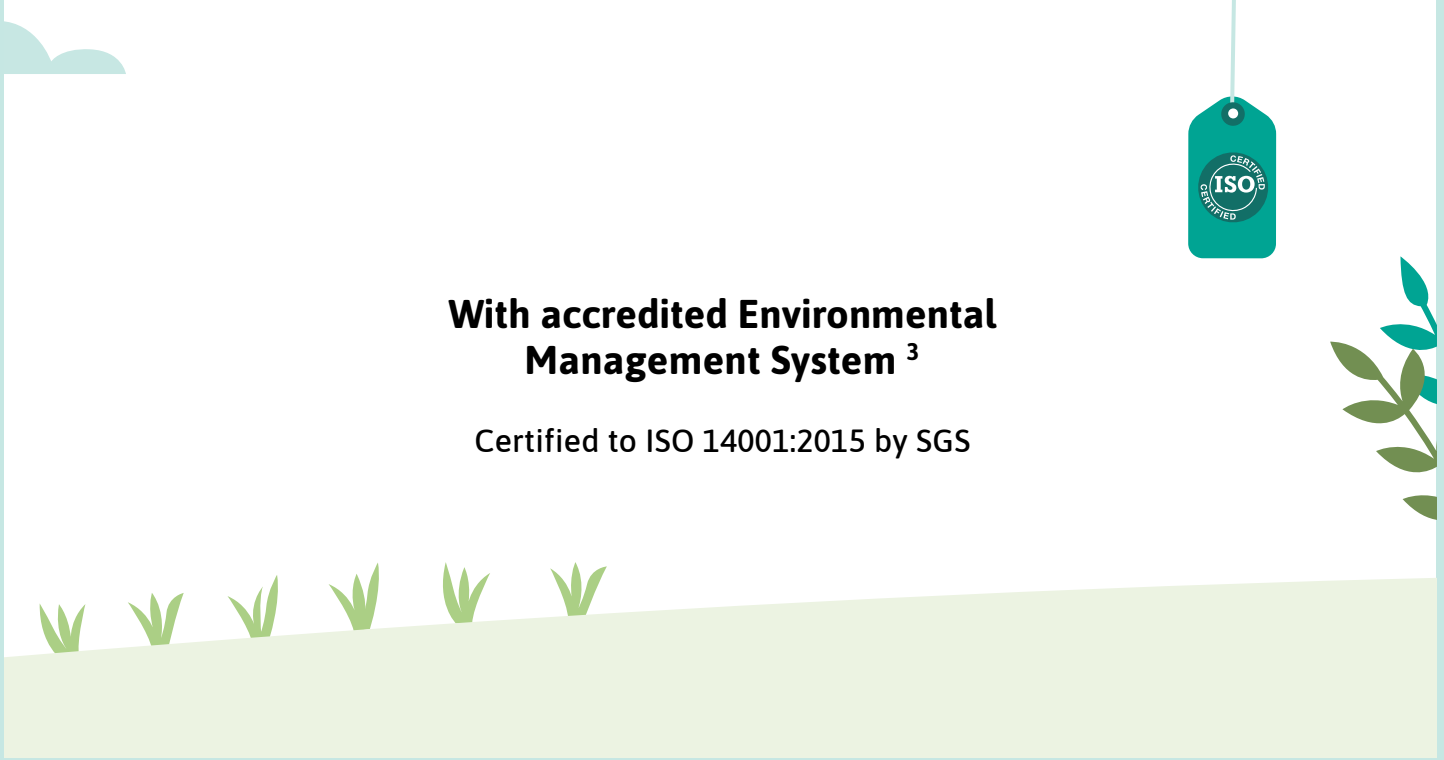 CERTIFIED
ISO
CERTIFIED
With accredited Environmental
Management System ³
Certified to ISO 14001:2015 by SGS